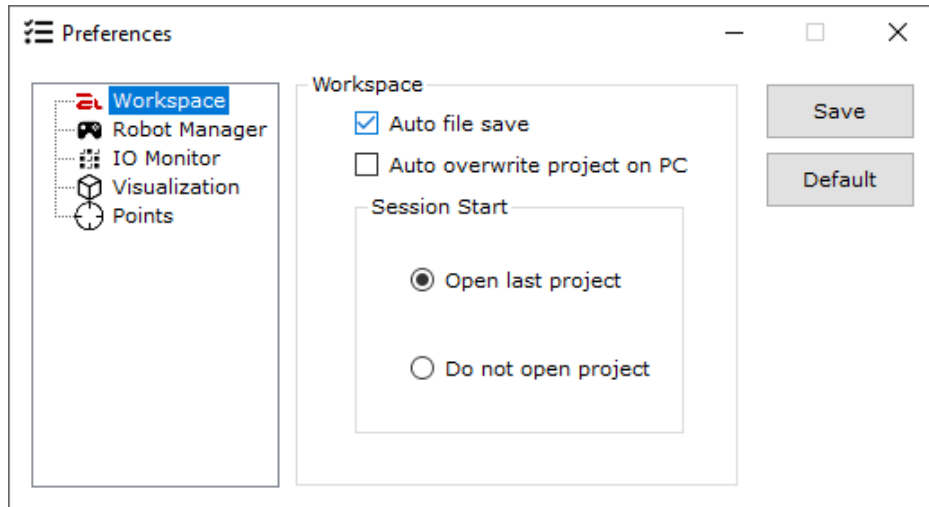 Preferences
Workspace
Robot Manager
IO Monitor
Visualization
Points
Workspace
Auto file save
Auto overwrite project on PC
Session Start
Open last project
Do not open project
Save
Default